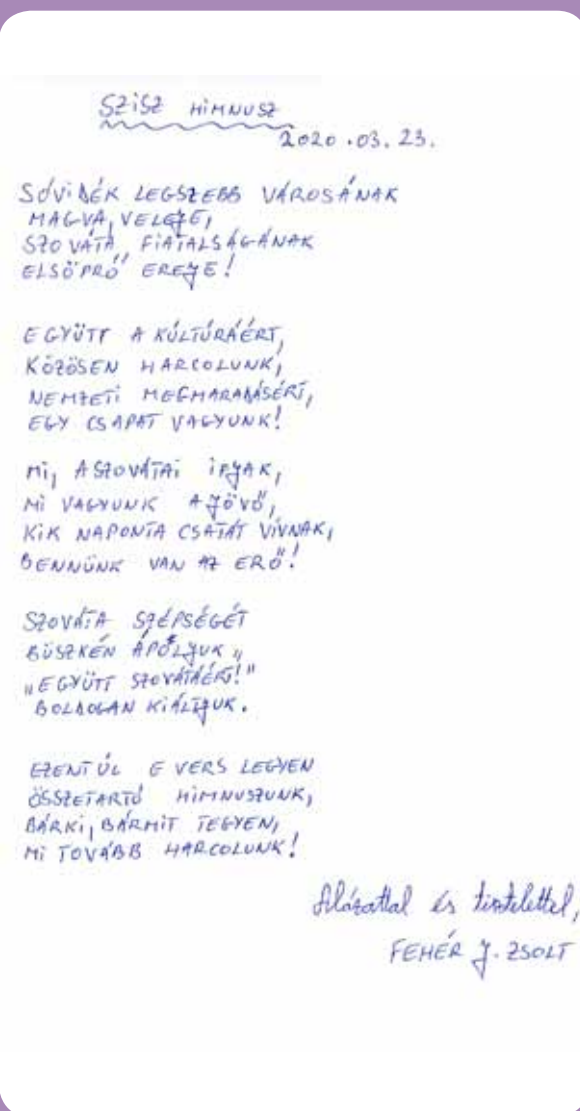 SZISZ HIMNUSZ
2020.03.23.
SÓVIDÉK LEGSZEBB VÁROSÁNAK
MAGVA, VELEJE,
SZOVÁTA FIATALSÁGÁNAK
ELSÖPRŐ EREJE!
EGYÜTT A KÚLTÚRÁÉRT,
KÖZÖSEN HARCOLUNK,
NEMZETI MEGMARADÁSÉRT,
EGY CSAPAT VAGYUNK!
MI, A SZOVÁTAI IFJAK,
MI VAGYUNK A JÖVŐ,
KIK NAPONTA CSATÁT VÍVNAK,
BENNÜNK VAN AZ ERŐ!
SZOVÁTA SZÉPSÉGÉT
BÜSZKÉN ÁPOLJUK,,
„EGYÜTT SZOVÁTÁÉRT!"
BOLDOGAN KIÁLTJUK.
EZENTÚL E VERS LEGYEN
ÖSSZETARTÓ HIMNUSZUNK,
BÁRKI, BÁRMIT TEGYEN,
MI TOVÁBB HARCOLUNK!
Alázattal és tisztelettel,
FEHÉR J. ZSOLT